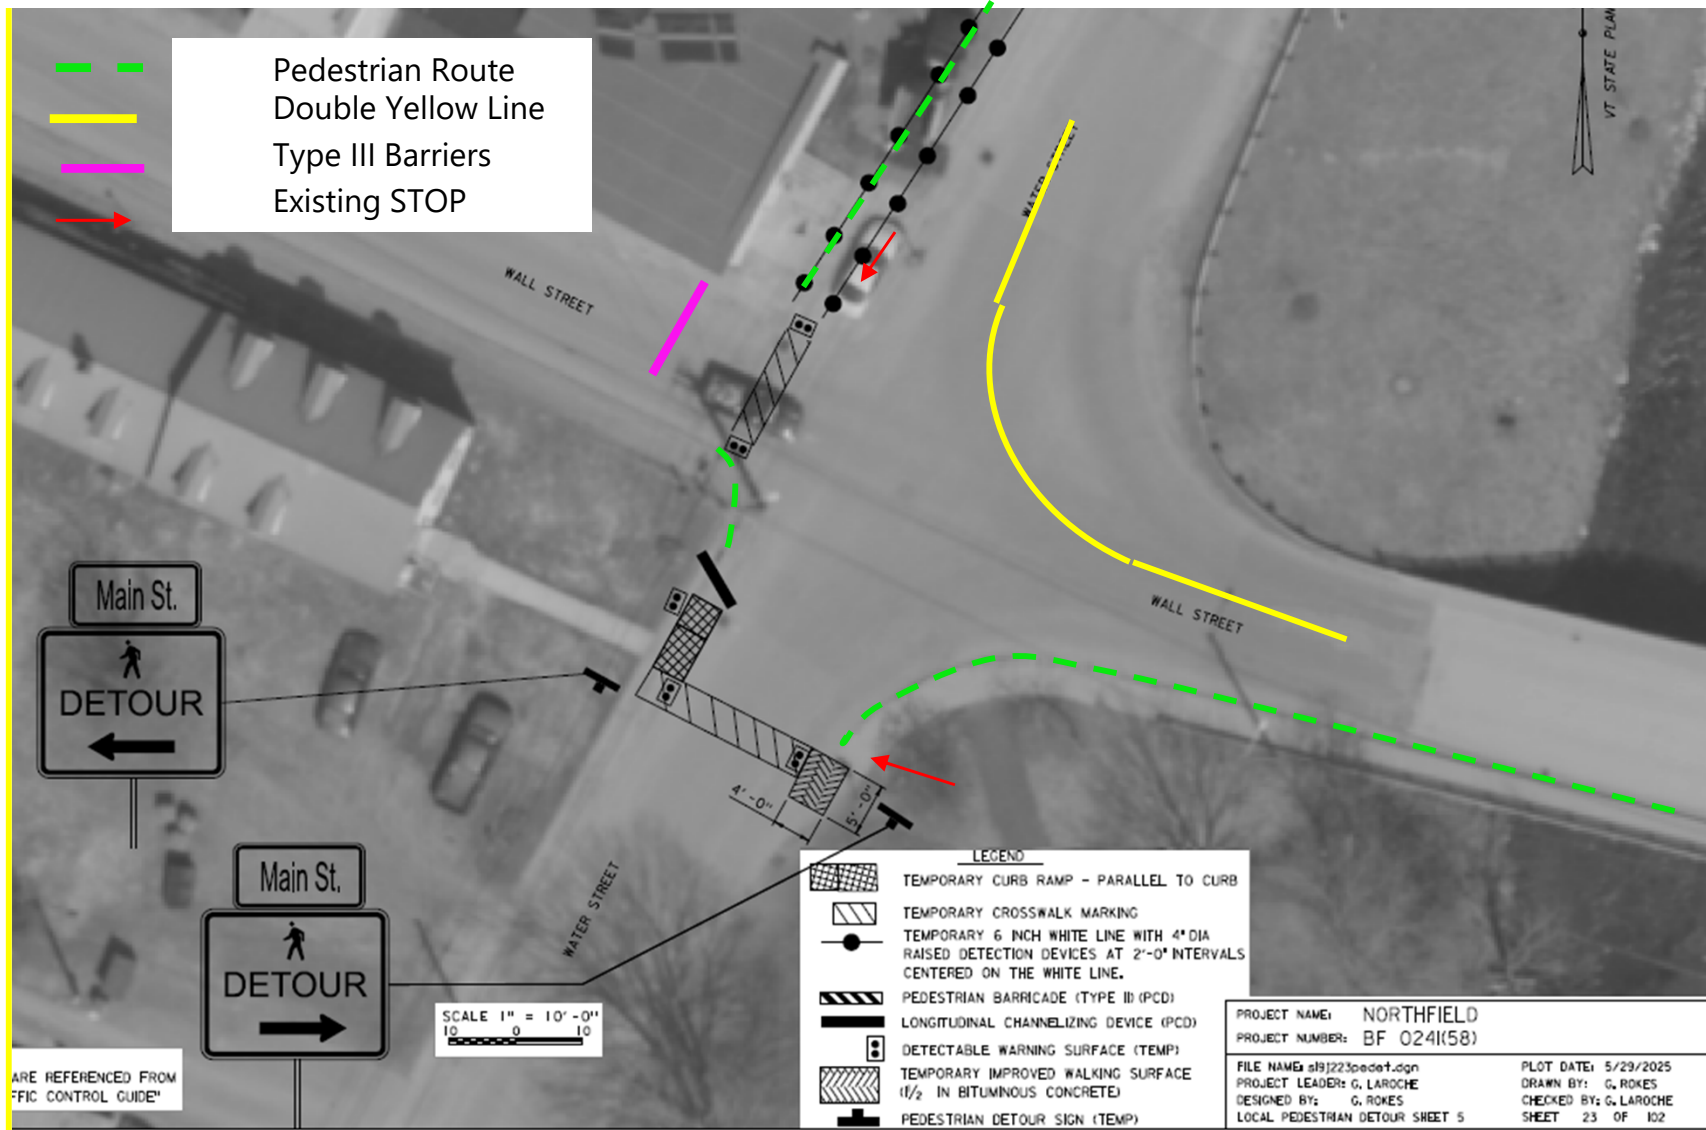 Pedestrian Route
Double Yellow Line
Type III Barriers
Existing STOP
VT STATE PLAN
WATER STREET
WALL STREET
WALL STREET
Main St.
DETOUR
4'-0"
5'-0"
Main St.
DETOUR
WATER STREET
SCALE 1" = 10'-0"
10 0 10
ARE REFERENCED FROM
FFIC CONTROL GUIDE"
LEGEND
TEMPORARY CURB RAMP - PARALLEL TO CURB
TEMPORARY CROSSWALK MARKING
TEMPORARY 6 INCH WHITE LINE WITH 4" DIA
RAISED DETECTION DEVICES AT 2'-0" INTERVALS
CENTERED ON THE WHITE LINE.
PEDESTRIAN BARRICADE (TYPE II) (PCD)
LONGITUDINAL CHANNELIZING DEVICE (PCD)
DETECTABLE WARNING SURFACE (TEMP)
TEMPORARY IMPROVED WALKING SURFACE
(1 1/2 IN BITUMINOUS CONCRETE)
PEDESTRIAN DETOUR SIGN (TEMP)
PROJECT NAME: NORTHFIELD
PROJECT NUMBER: BF 0241(58)
FILE NAME: s19j223pedet.dgn
PROJECT LEADER: G. LAROCHE
DESIGNED BY: G. ROKES
LOCAL PEDESTRIAN DETOUR SHEET 5
PLOT DATE: 5/29/2025
DRAWN BY: G. ROKES
CHECKED BY: G. LAROCHE
SHEET 23 OF 102